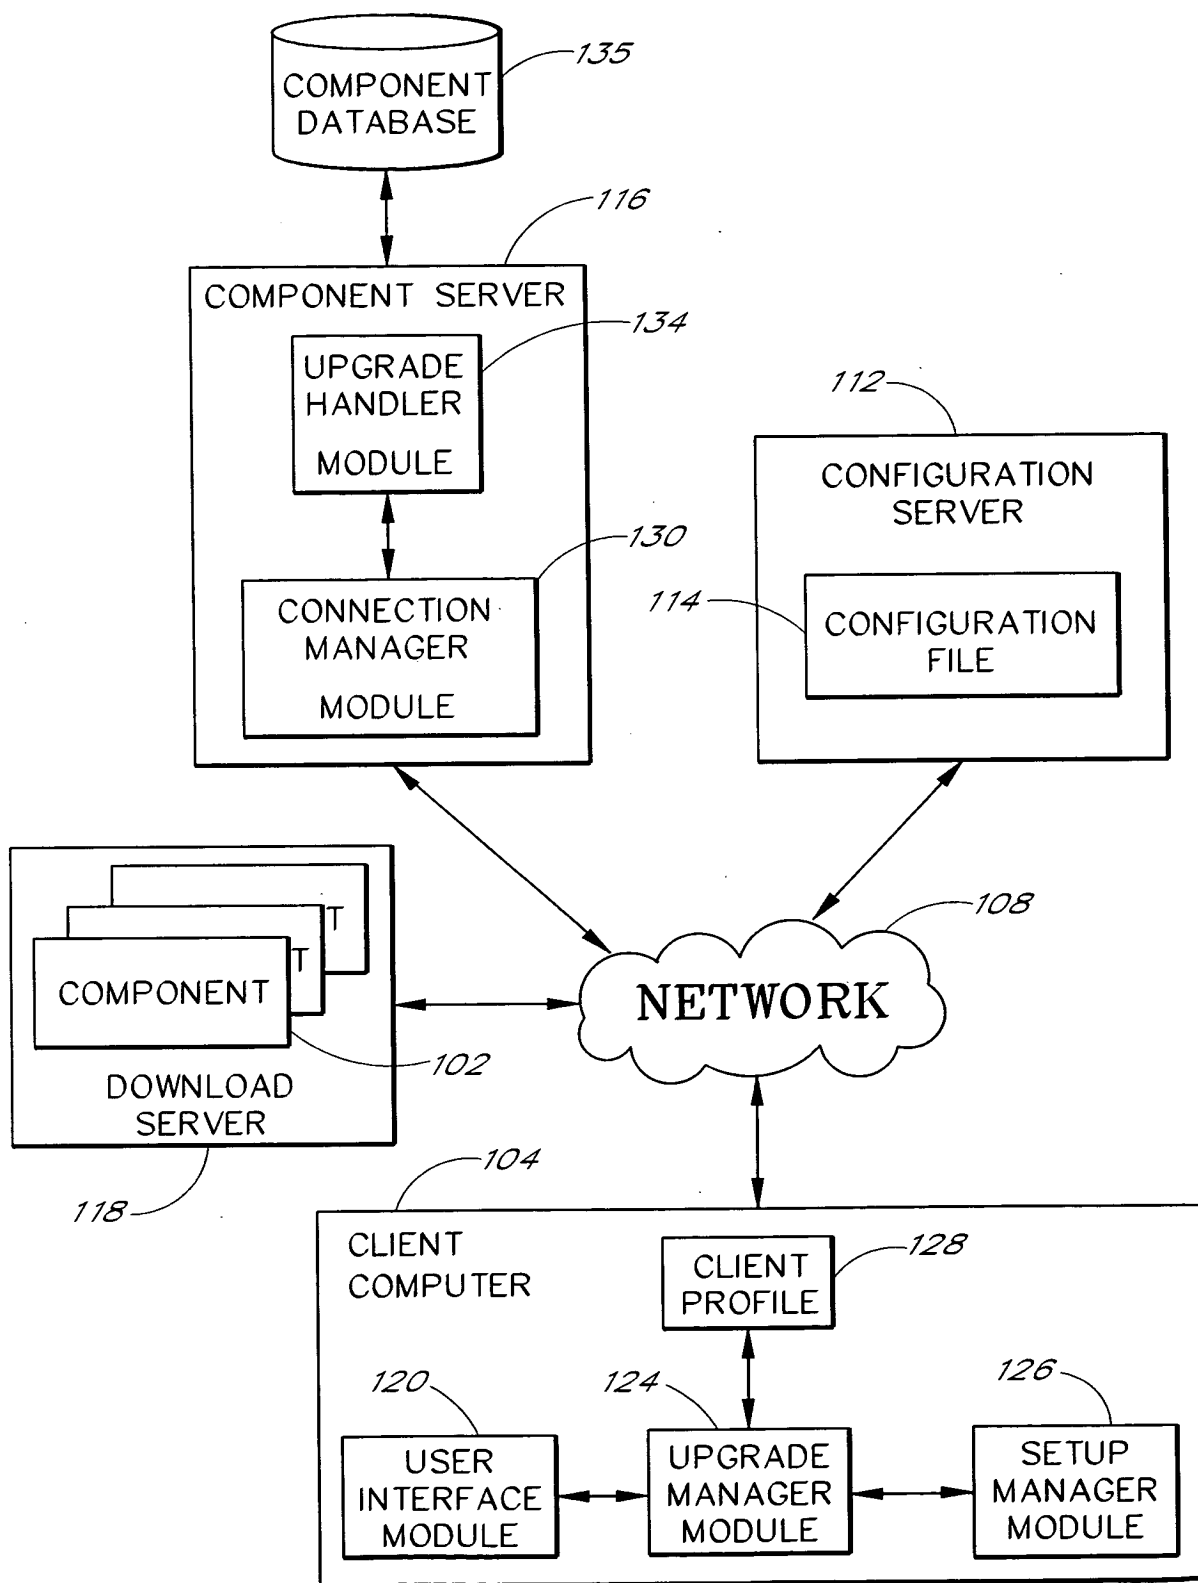 135
COMPONENT
DATABASE
116
COMPONENT SERVER
134
UPGRADE
HANDLER
MODULE
112
CONFIGURATION
SERVER
130
CONNECTION
MANAGER
MODULE
114
CONFIGURATION
FILE
T
T
COMPONENT
102
DOWNLOAD
SERVER
118
108
NETWORK
104
CLIENT
COMPUTER
128
CLIENT
PROFILE
120
124
126
USER
INTERFACE
MODULE
UPGRADE
MANAGER
MODULE
SETUP
MANAGER
MODULE